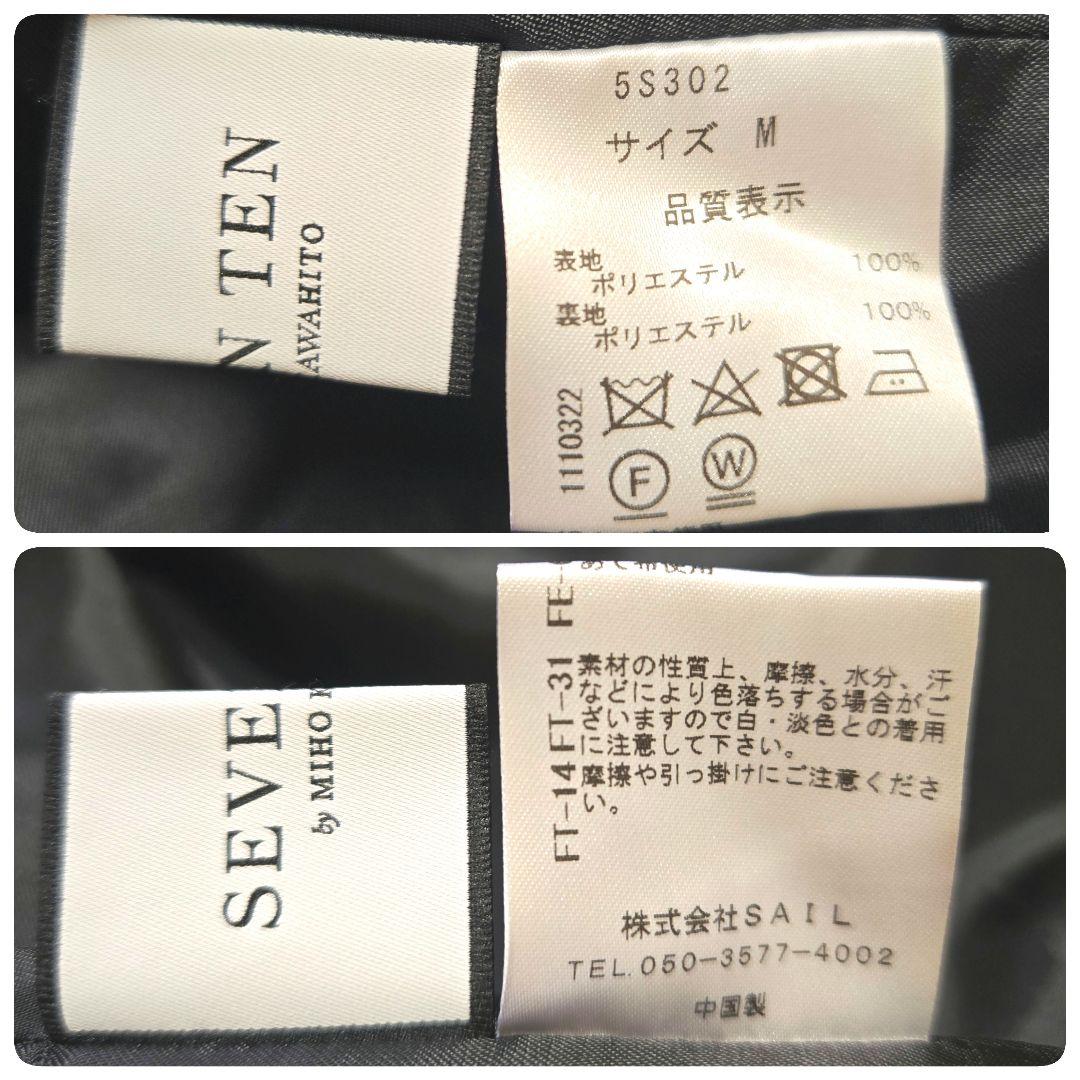 N TEN
AWAHITO
5S302
サイズ M
品質表示
表地
ポリエステル 100%
裏地
ポリエステル 100%
1110322
F
W
SEVE
by MIHO K
あて布使用
FT-14 FT-31 FE-
素材の性質上、摩擦、水分、汗
などにより色落ちする場合がご
ざいますので白・淡色との着用
に注意して下さい。
摩擦や引っ掛けにご注意くださ
い。
株式会社SAIL
TEL.050-3577-4002
中国製